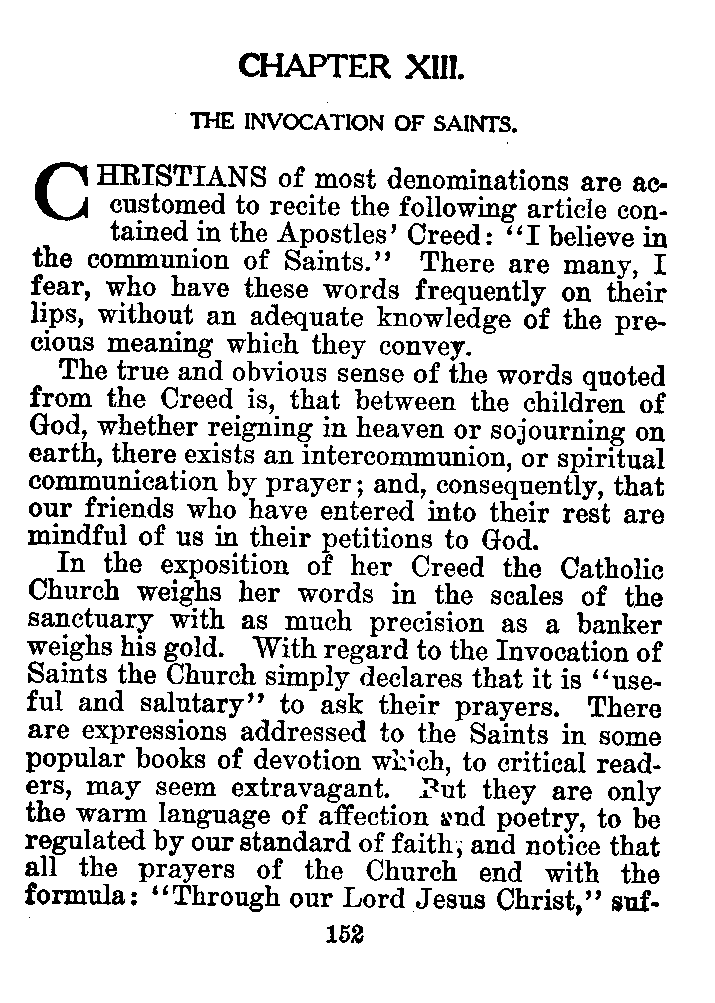 CHAPTER XIII.
THE INVOCATION OF SAINTS.
CHRISTIANS of most denominations are ac-
customed to recite the following article con-
tained in the Apostles' Creed: "I believe in
the communion of Saints." There are many, I
fear, who have these words frequently on their
lips, without an adequate knowledge of the pre-
cious meaning which they convey.
The true and obvious sense of the words quoted
from the Creed is, that between the children of
God, whether reigning in heaven or sojourning on
earth, there exists an intercommunion, or spiritual
communication by prayer; and, consequently, that
our friends who have entered into their rest are
mindful of us in their petitions to God.
In the exposition of her Creed the Catholic
Church weighs her words in the scales of the
sanctuary with as much precision as a banker
weighs his gold. With regard to the Invocation of
Saints the Church simply declares that it is "use-
ful and salutary" to ask their prayers. There
are expressions addressed to the Saints in some
popular books of devotion which, to critical read-
ers, may seem extravagant. But they are only
the warm language of affection and poetry, to be
regulated by our standard of faith; and notice that
all the prayers of the Church end with the
formula: "Through our Lord Jesus Christ," suf-
152